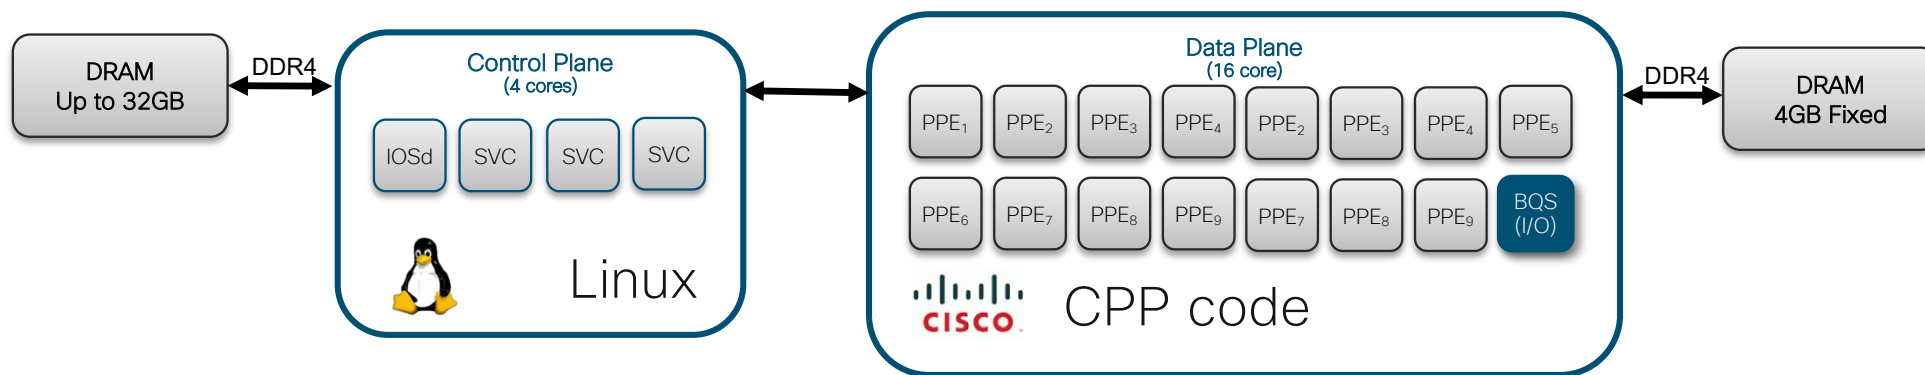 DRAM
Up to 32GB
DDR4
Control Plane
(4 cores)
IOSd
SVC
SVC
SVC
Linux
Data Plane
(16 core)
PPE₁
PPE₂
PPE₃
PPE₄
PPE₂
PPE₃
PPE₄
PPE₅
PPE₆
PPE₇
PPE₈
PPE₉
PPE₇
PPE₈
PPE₉
BQS
(I/O)
CISCO
CPP code
DDR4
DRAM
4GB Fixed